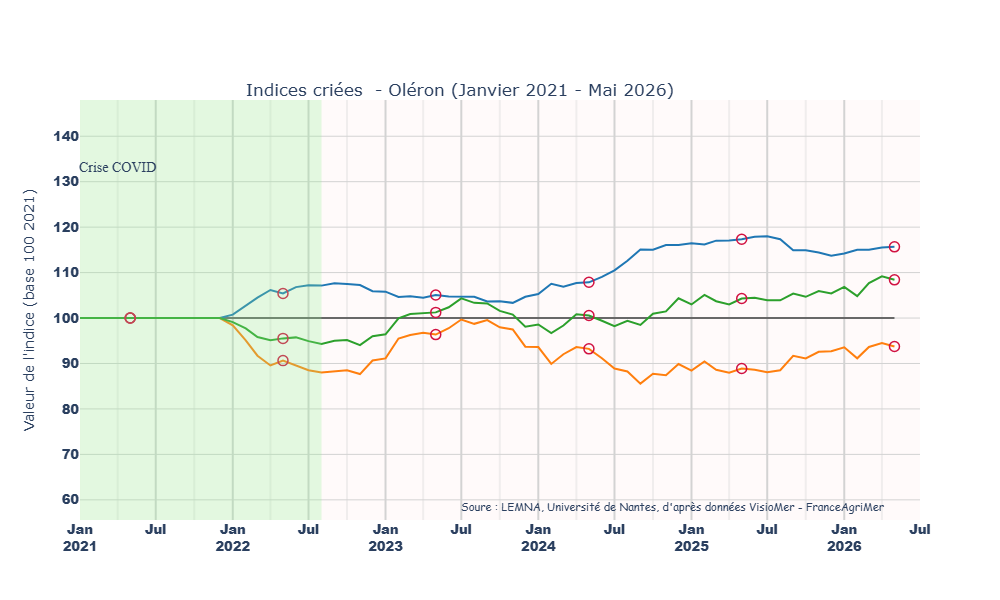 Indices criées  - Oléron (Janvier 2021 - Mai 2026)
Valeur de l'indice (base 100 2021)
140
Crise COVID
130
120
110
100
90
80
70
60
Soure : LEMNA, Université de Nantes, d'après données VisioMer - FranceAgriMer
Jan Jul Jan Jul Jan Jul Jan Jul Jan Jul Jan Jul
2021 2022 2023 2024 2025 2026